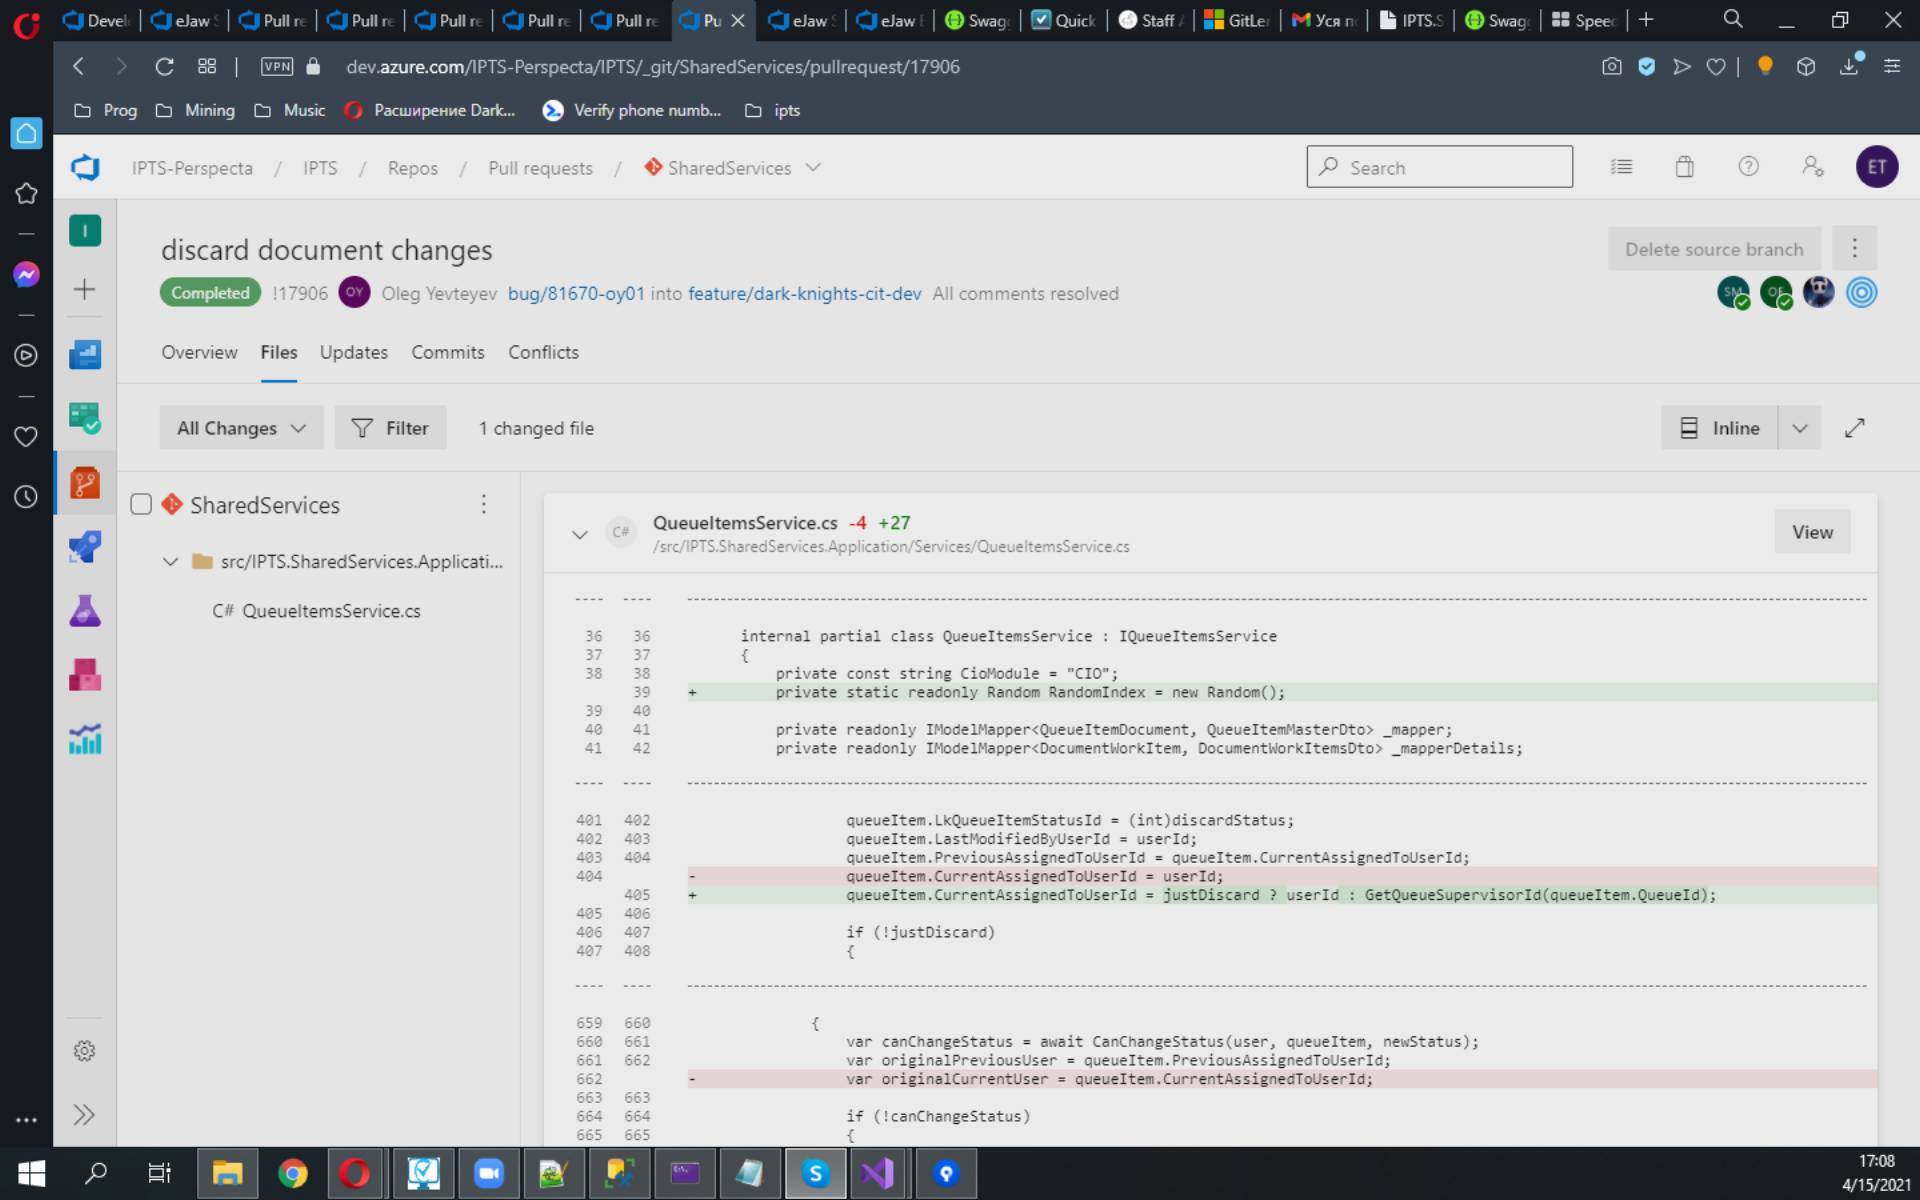 Devel
eJaw S
Pull re
Pull re
Pull re
Pull re
Pull re
Pu
eJaw S
eJaw E
Swagg
Quick
Staff A
GitLer
Уся п
IPTS.S
Swagg
Speed
VPN
dev.azure.com/IPTS-Perspecta/IPTS/_git/SharedServices/pullrequest/17906
Prog
Mining
Music
Расширение Dark...
Verify phone numb...
ipts
IPTS-Perspecta / IPTS / Repos / Pull requests / SharedServices
Search
ET
I
discard document changes
Delete source branch
Completed !17906 OY Oleg Yevteyev bug/81670-oy01 into feature/dark-knights-cit-dev All comments resolved
SM
Overview Files Updates Commits Conflicts
All Changes
Filter
1 changed file
Inline
SharedServices
src/IPTS.SharedServices.Applicati...
C# QueueItemsService.cs
C#
QueueItemsService.cs -4 +27
/src/IPTS.SharedServices.Application/Services/QueueItemsService.cs
View
36 36 internal partial class QueueItemsService : IQueueItemsService
37 37 {
38 38 private const string CioModule = "CIO";
39 + private static readonly Random RandomIndex = new Random();
39 40
40 41 private readonly IModelMapper<QueueItemDocument, QueueItemMasterDto> _mapper;
41 42 private readonly IModelMapper<DocumentWorkItem, DocumentWorkItemsDto> _mapperDetails;
401 402 queueItem.LkQueueItemStatusId = (int)discardStatus;
402 403 queueItem.LastModifiedByUserId = userId;
403 404 queueItem.PreviousAssignedToUserId = queueItem.CurrentAssignedToUserId;
404 - queueItem.CurrentAssignedToUserId = userId;
405 + queueItem.CurrentAssignedToUserId = justDiscard ? userId : GetQueueSupervisorId(queueItem.QueueId);
405 406
406 407 if (!justDiscard)
407 408 {
659 660 {
660 661 var canChangeStatus = await CanChangeStatus(user, queueItem, newStatus);
661 662 var originalPreviousUser = queueItem.PreviousAssignedToUserId;
662 - var originalCurrentUser = queueItem.CurrentAssignedToUserId;
663 663
664 664 if (!canChangeStatus)
665 665 {
17:08
4/15/2021